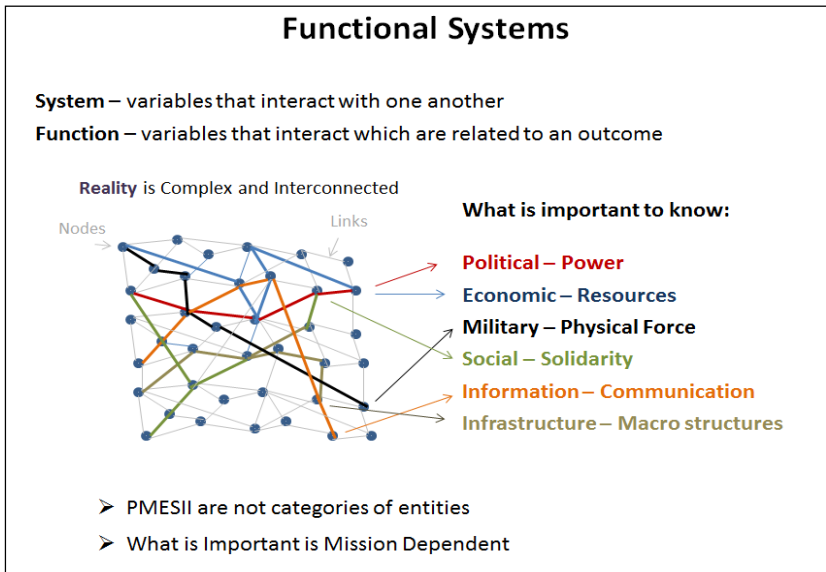 Functional Systems
System – variables that interact with one another
Function – variables that interact which are related to an outcome
Reality is Complex and Interconnected
Nodes
Links
What is important to know:
Political – Power
Economic – Resources
Military – Physical Force
Social – Solidarity
Information – Communication
Infrastructure – Macro structures
➢ PMESII are not categories of entities
➢ What is Important is Mission Dependent